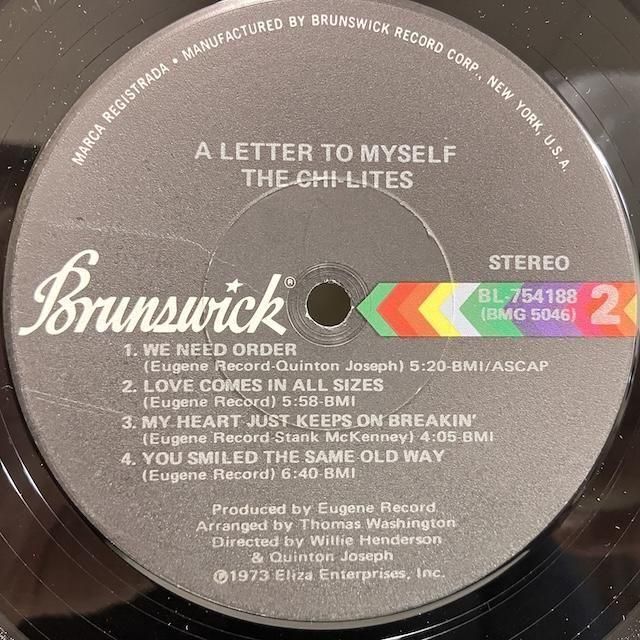 MARCA REGISTRADA • MANUFACTURED BY BRUNSWICK RECORD CORP., NEW YORK, U.S.A.
A LETTER TO MYSELF
THE CHI-LITES
STEREO
Brunswick®
BL-754188
(BMG 5046)
2
1. WE NEED ORDER
(Eugene Record-Quinton Joseph) 5:20-BMI/ASCAP
2. LOVE COMES IN ALL SIZES
(Eugene Record) 5:58-BMI
3. MY HEART JUST KEEPS ON BREAKIN'
(Eugene Record-Stank McKenney) 4:05-BMI
4. YOU SMILED THE SAME OLD WAY
(Eugene Record) 6:40-BMI
Produced by Eugene Record
Arranged by Thomas Washington
Directed by Willie Henderson
& Quinton Joseph
℗1973 Eliza Enterprises, Inc.